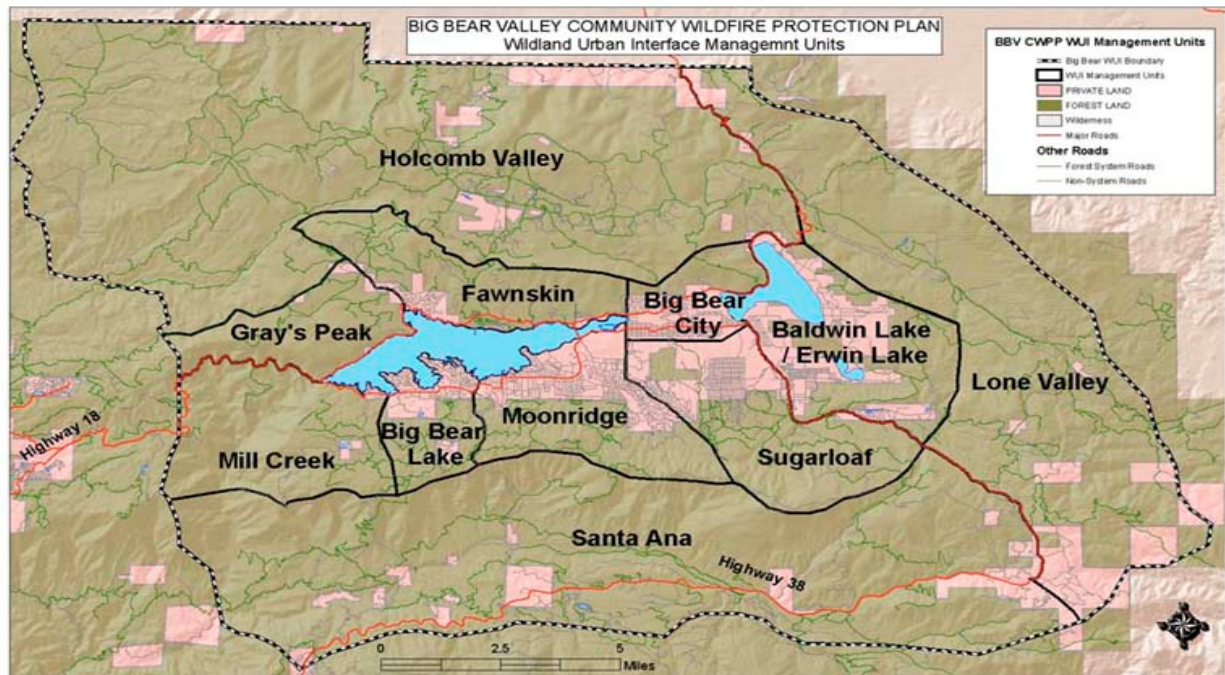 BIG BEAR VALLEY COMMUNITY WILDFIRE PROTECTION PLAN
Wildland Urban Interface Managemnt Units
BBV CWPP WUI Management Units
Big Bear WUI Boundary
WUI Management Units
PRIVATE LAND
FOREST LAND
Wilderness
Major Roads
Other Roads
Forest System Roads
Non-System Roads
Holcomb Valley
Fawnskin
Big Bear
City
Gray's Peak
Baldwin Lake
/ Erwin Lake
Lone Valley
Moonridge
Highway 18
Big Bear
Lake
Mill Creek
Sugarloaf
Santa Ana
Highway 38
0 2.5 5
Miles